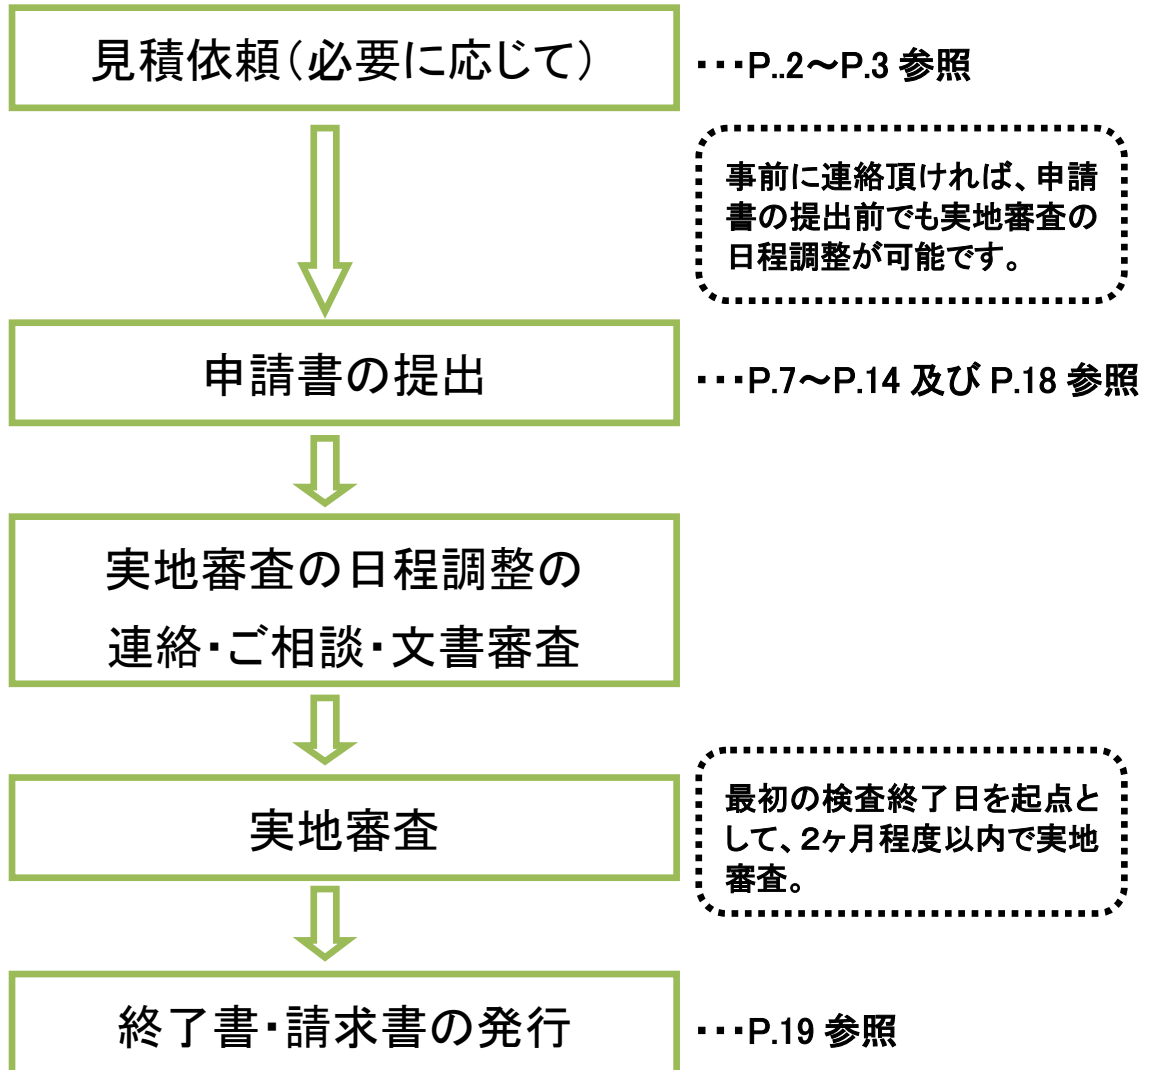 見積依頼（必要に応じて）
・・・P..2～P.3 参照
事前に連絡頂ければ、申請
書の提出前でも実地審査の
日程調整が可能です。
申請書の提出
・・・P.7～P.14 及び P.18 参照
実地審査の日程調整の
連絡・ご相談・文書審査
実地審査
最初の検査終了日を起点と
して、２ヶ月程度以内で実地
審査。
終了書・請求書の発行
・・・P.19 参照